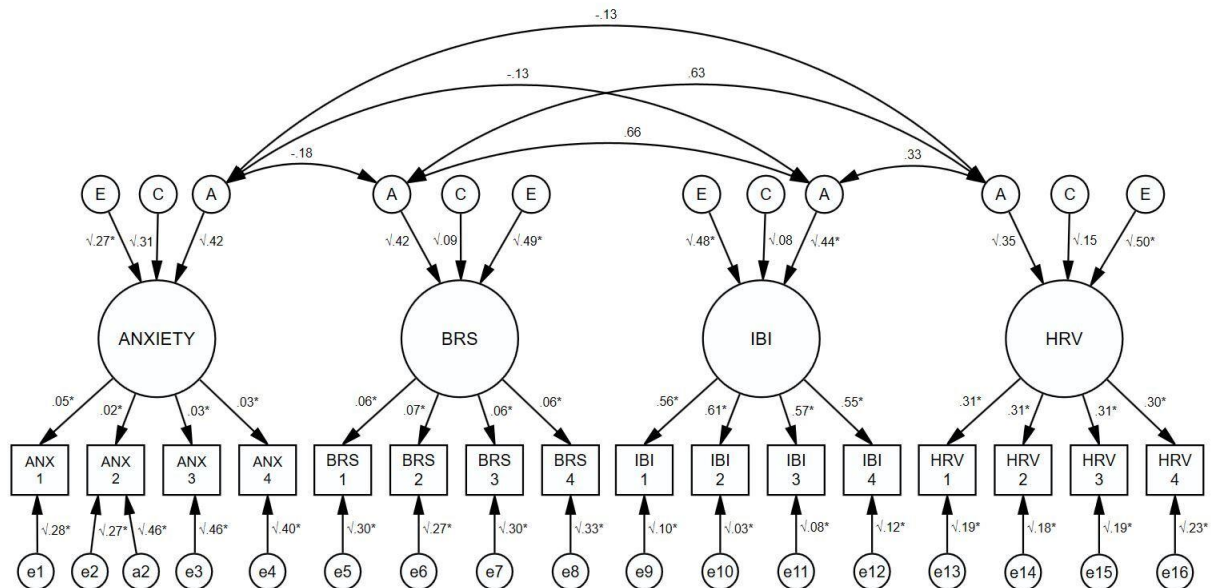 -.13
-.13
.63
.66
-.18
.33
E
C
A
A
C
E
E
C
A
A
C
E
√.27*
√.31
√.42
√.42
√.09
√.49*
√.48*
√.08
√.44*
√.35
√.15
√.50*
ANXIETY
BRS
IBI
HRV
.05*
.02*
.03*
.03*
.06*
.07*
.06*
.06*
.56*
.61*
.57*
.55*
.31*
.31*
.31*
.30*
ANX
1
ANX
2
ANX
3
ANX
4
BRS
1
BRS
2
BRS
3
BRS
4
IBI
1
IBI
2
IBI
3
IBI
4
HRV
1
HRV
2
HRV
3
HRV
4
√.28*
√.27*
√.46*
√.46*
√.40*
√.30*
√.27*
√.30*
√.33*
√.10*
√.03*
√.08*
√.12*
√.19*
√.18*
√.19*
√.23*
e1
e2
a2
e3
e4
e5
e6
e7
e8
e9
e10
e11
e12
e13
e14
e15
e16